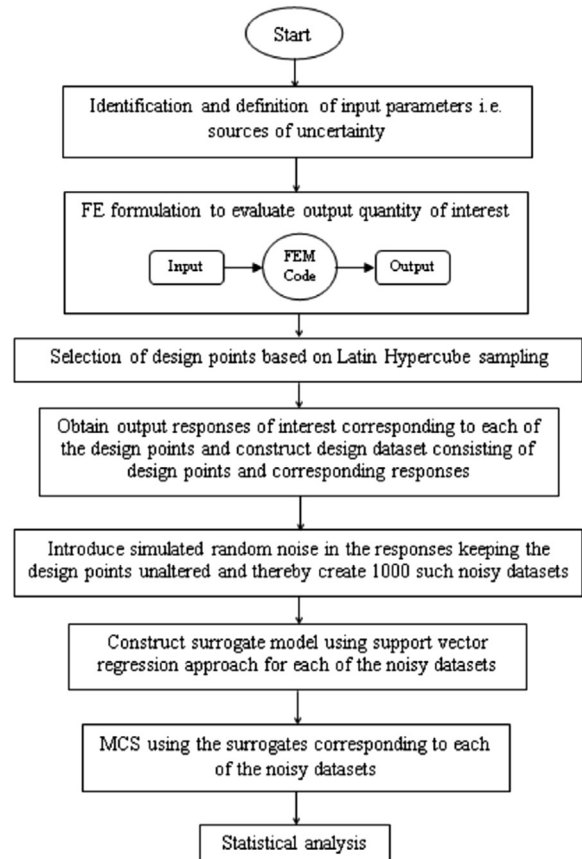 Start
Identification and definition of input parameters i.e.
sources of uncertainty
FE formulation to evaluate output quantity of interest
Input
FEM
Code
Output
Selection of design points based on Latin Hypercube sampling
Obtain output responses of interest corresponding to each of
the design points and construct design dataset consisting of
design points and corresponding responses
Introduce simulated random noise in the responses keeping the
design points unaltered and thereby create 1000 such noisy datasets
Construct surrogate model using support vector
regression approach for each of the noisy datasets
MCS using the surrogates corresponding to each
of the noisy datasets
Statistical analysis